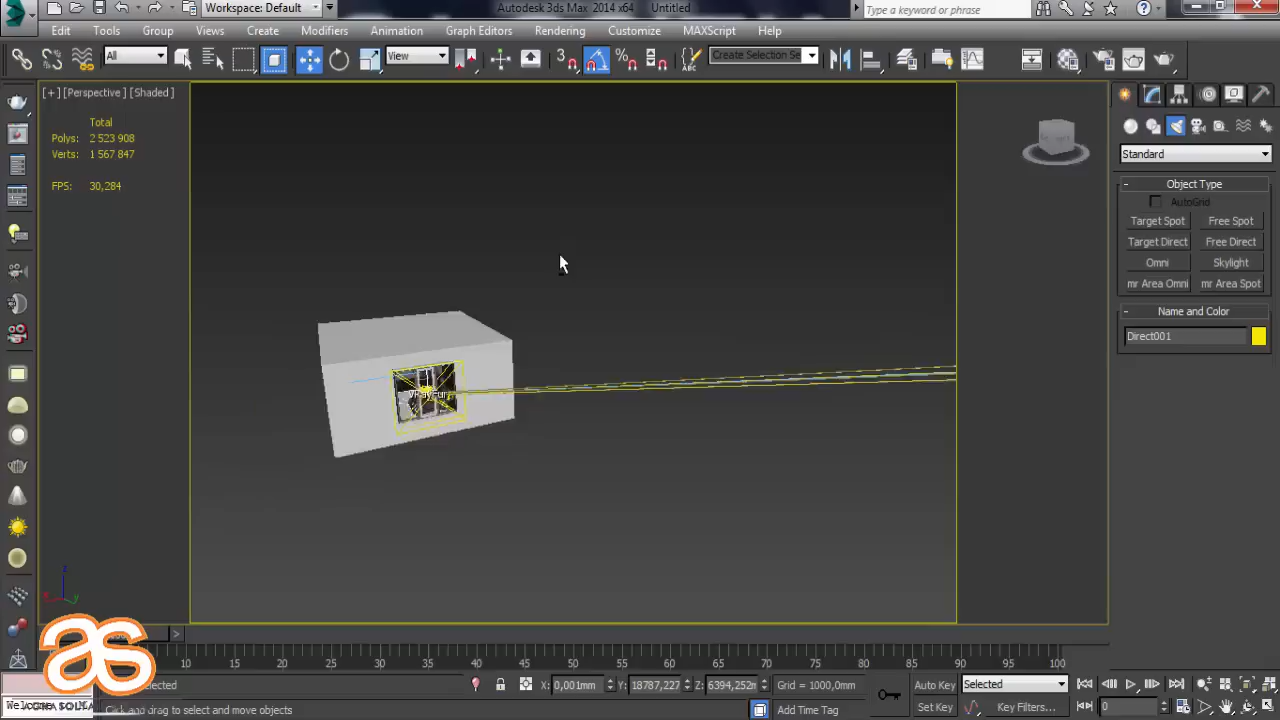 Workspace: Default
Autodesk 3ds Max 2014 x64 Untitled
Type a keyword or phrase
Edit Tools Group Views Create Modifiers Animation Graph Editors Rendering Customize MAXScript Help
All
View
3
Create Selection Se
[+] [Perspective] [Shaded]
Total
Polys: 2 523 908
Verts: 1 567 847
FPS: 30,284
Standard
- Object Type
AutoGrid
Target Spot Free Spot
Target Direct Free Direct
Omni Skylight
mr Area Omni mr Area Spot
- Name and Color
Direct001
z
x
y
as
>
10 15 20 25 30 35 40 45 50 55 60 65 70 75 80 85 90 95 100
X: 0,001mm Y: 18787,227 Z: 6394,252m Grid = 1000,0mm Auto Key Selected
Welcome
Click and drag to select and move objects Add Time Tag Set Key Key Filters... 0